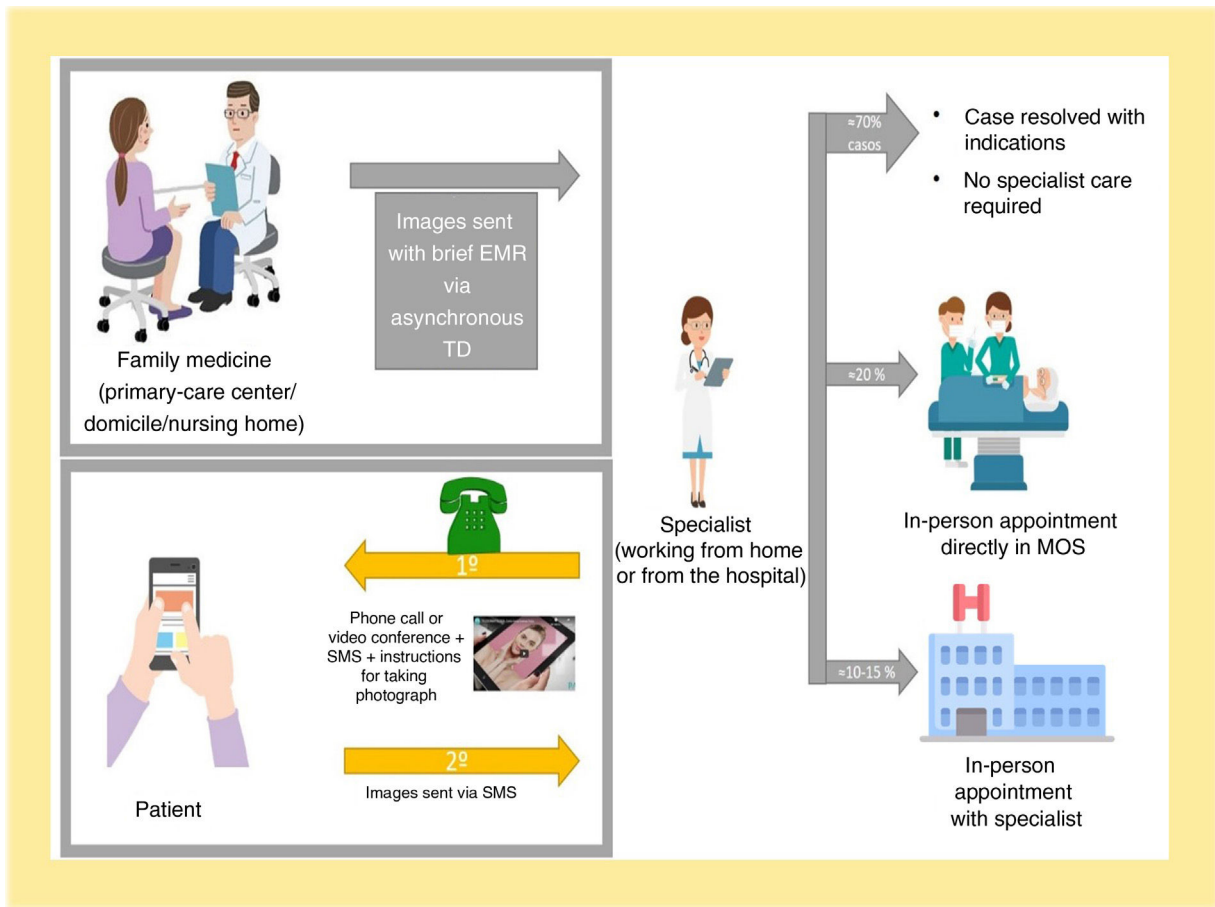 Family medicine
(primary-care center/
domicile/nursing home)
Images sent
with brief EMR
via
asynchronous
TD
Patient
1º
Phone call or
video conference +
SMS + instructions
for taking
photograph
2º
Images sent via SMS
Specialist
(working from home
or from the hospital)
≈70%
casos
• Case resolved with
indications
• No specialist care
required
≈20 %
In-person appointment
directly in MOS
≈10-15 %
H
In-person
appointment
with specialist